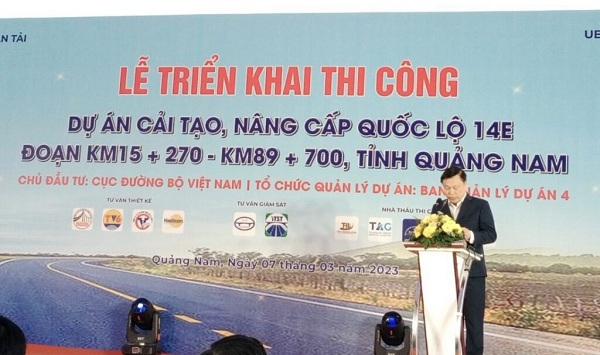 ẬN TẢI
UB
LỄ TRIỂN KHAI THI CÔNG
DỰ ÁN CẢI TẠO, NÂNG CẤP QUỐC LỘ 14E
ĐOẠN KM15 + 270 - KM89 + 700, TỈNH QUẢNG NAM
CHỦ ĐẦU TƯ: CỤC ĐƯỜNG BỘ VIỆT NAM | TỔ CHỨC QUẢN LÝ DỰ ÁN: BAN QUẢN LÝ DỰ ÁN 4
TƯ VẤN THIẾT KẾ
TƯ VẤN GIÁM SÁT
NHÀ THẦU THI C
TVG
ITST
TAG
Quảng Nam, Ngày 07 tháng 03 năm 2023